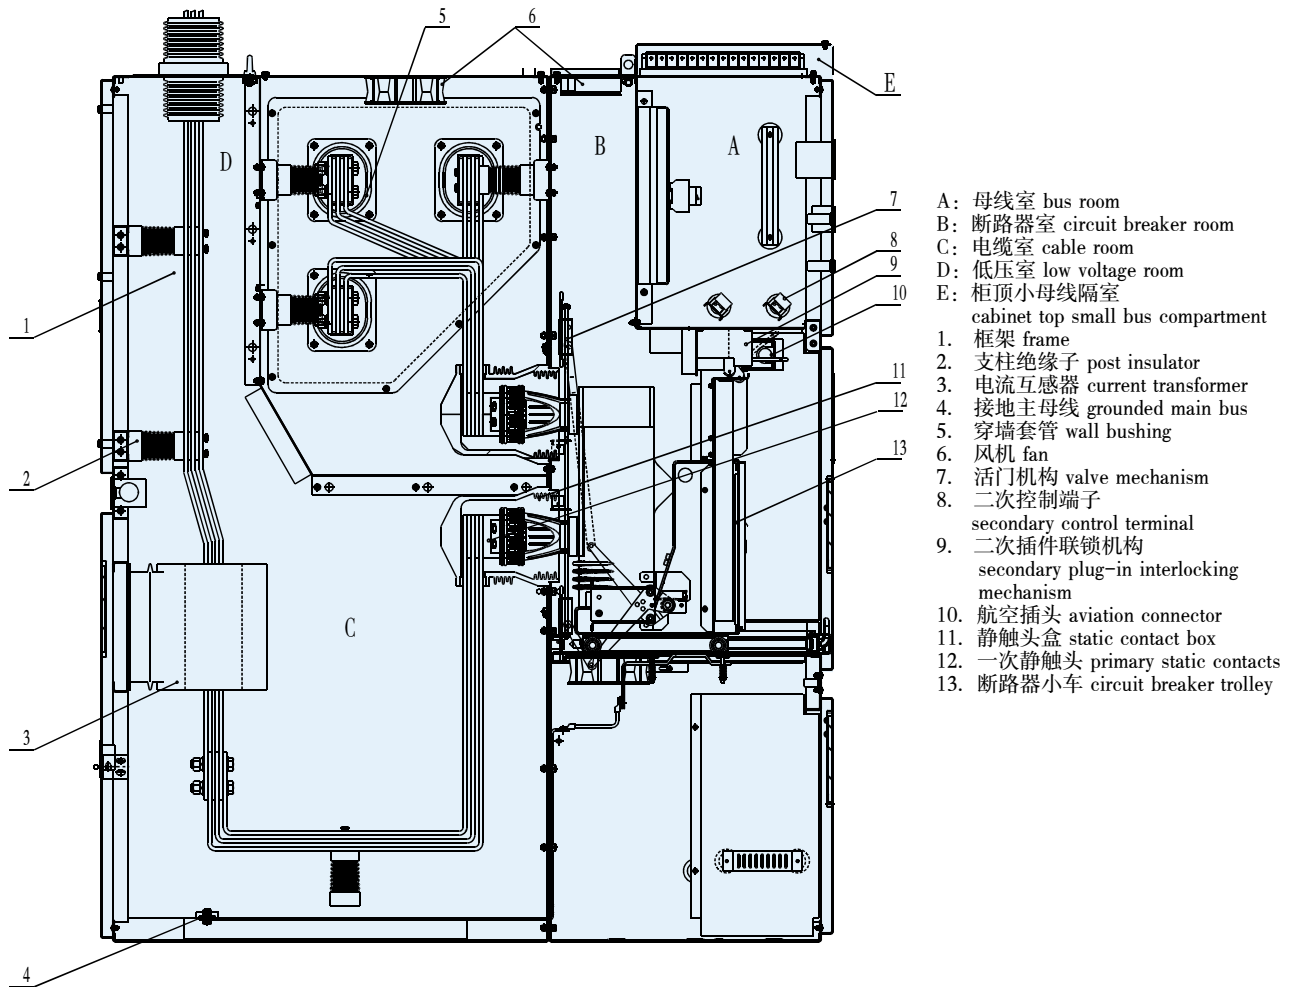 5
6
E
B
A
D
7
8
9
10
1
11
12
13
2
C
3
4
A: 母线室 bus room
B: 断路器室 circuit breaker room
C: 电缆室 cable room
D: 低压室 low voltage room
E: 柜顶小母线隔室
cabinet top small bus compartment
1. 框架 frame
2. 支柱绝缘子 post insulator
3. 电流互感器 current transformer
4. 接地主母线 grounded main bus
5. 穿墙套管 wall bushing
6. 风机 fan
7. 活门机构 valve mechanism
8. 二次控制端子
secondary control terminal
9. 二次插件联锁机构
secondary plug-in interlocking
mechanism
10. 航空插头 aviation connector
11. 静触头盒 static contact box
12. 一次静触头 primary static contacts
13. 断路器小车 circuit breaker trolley